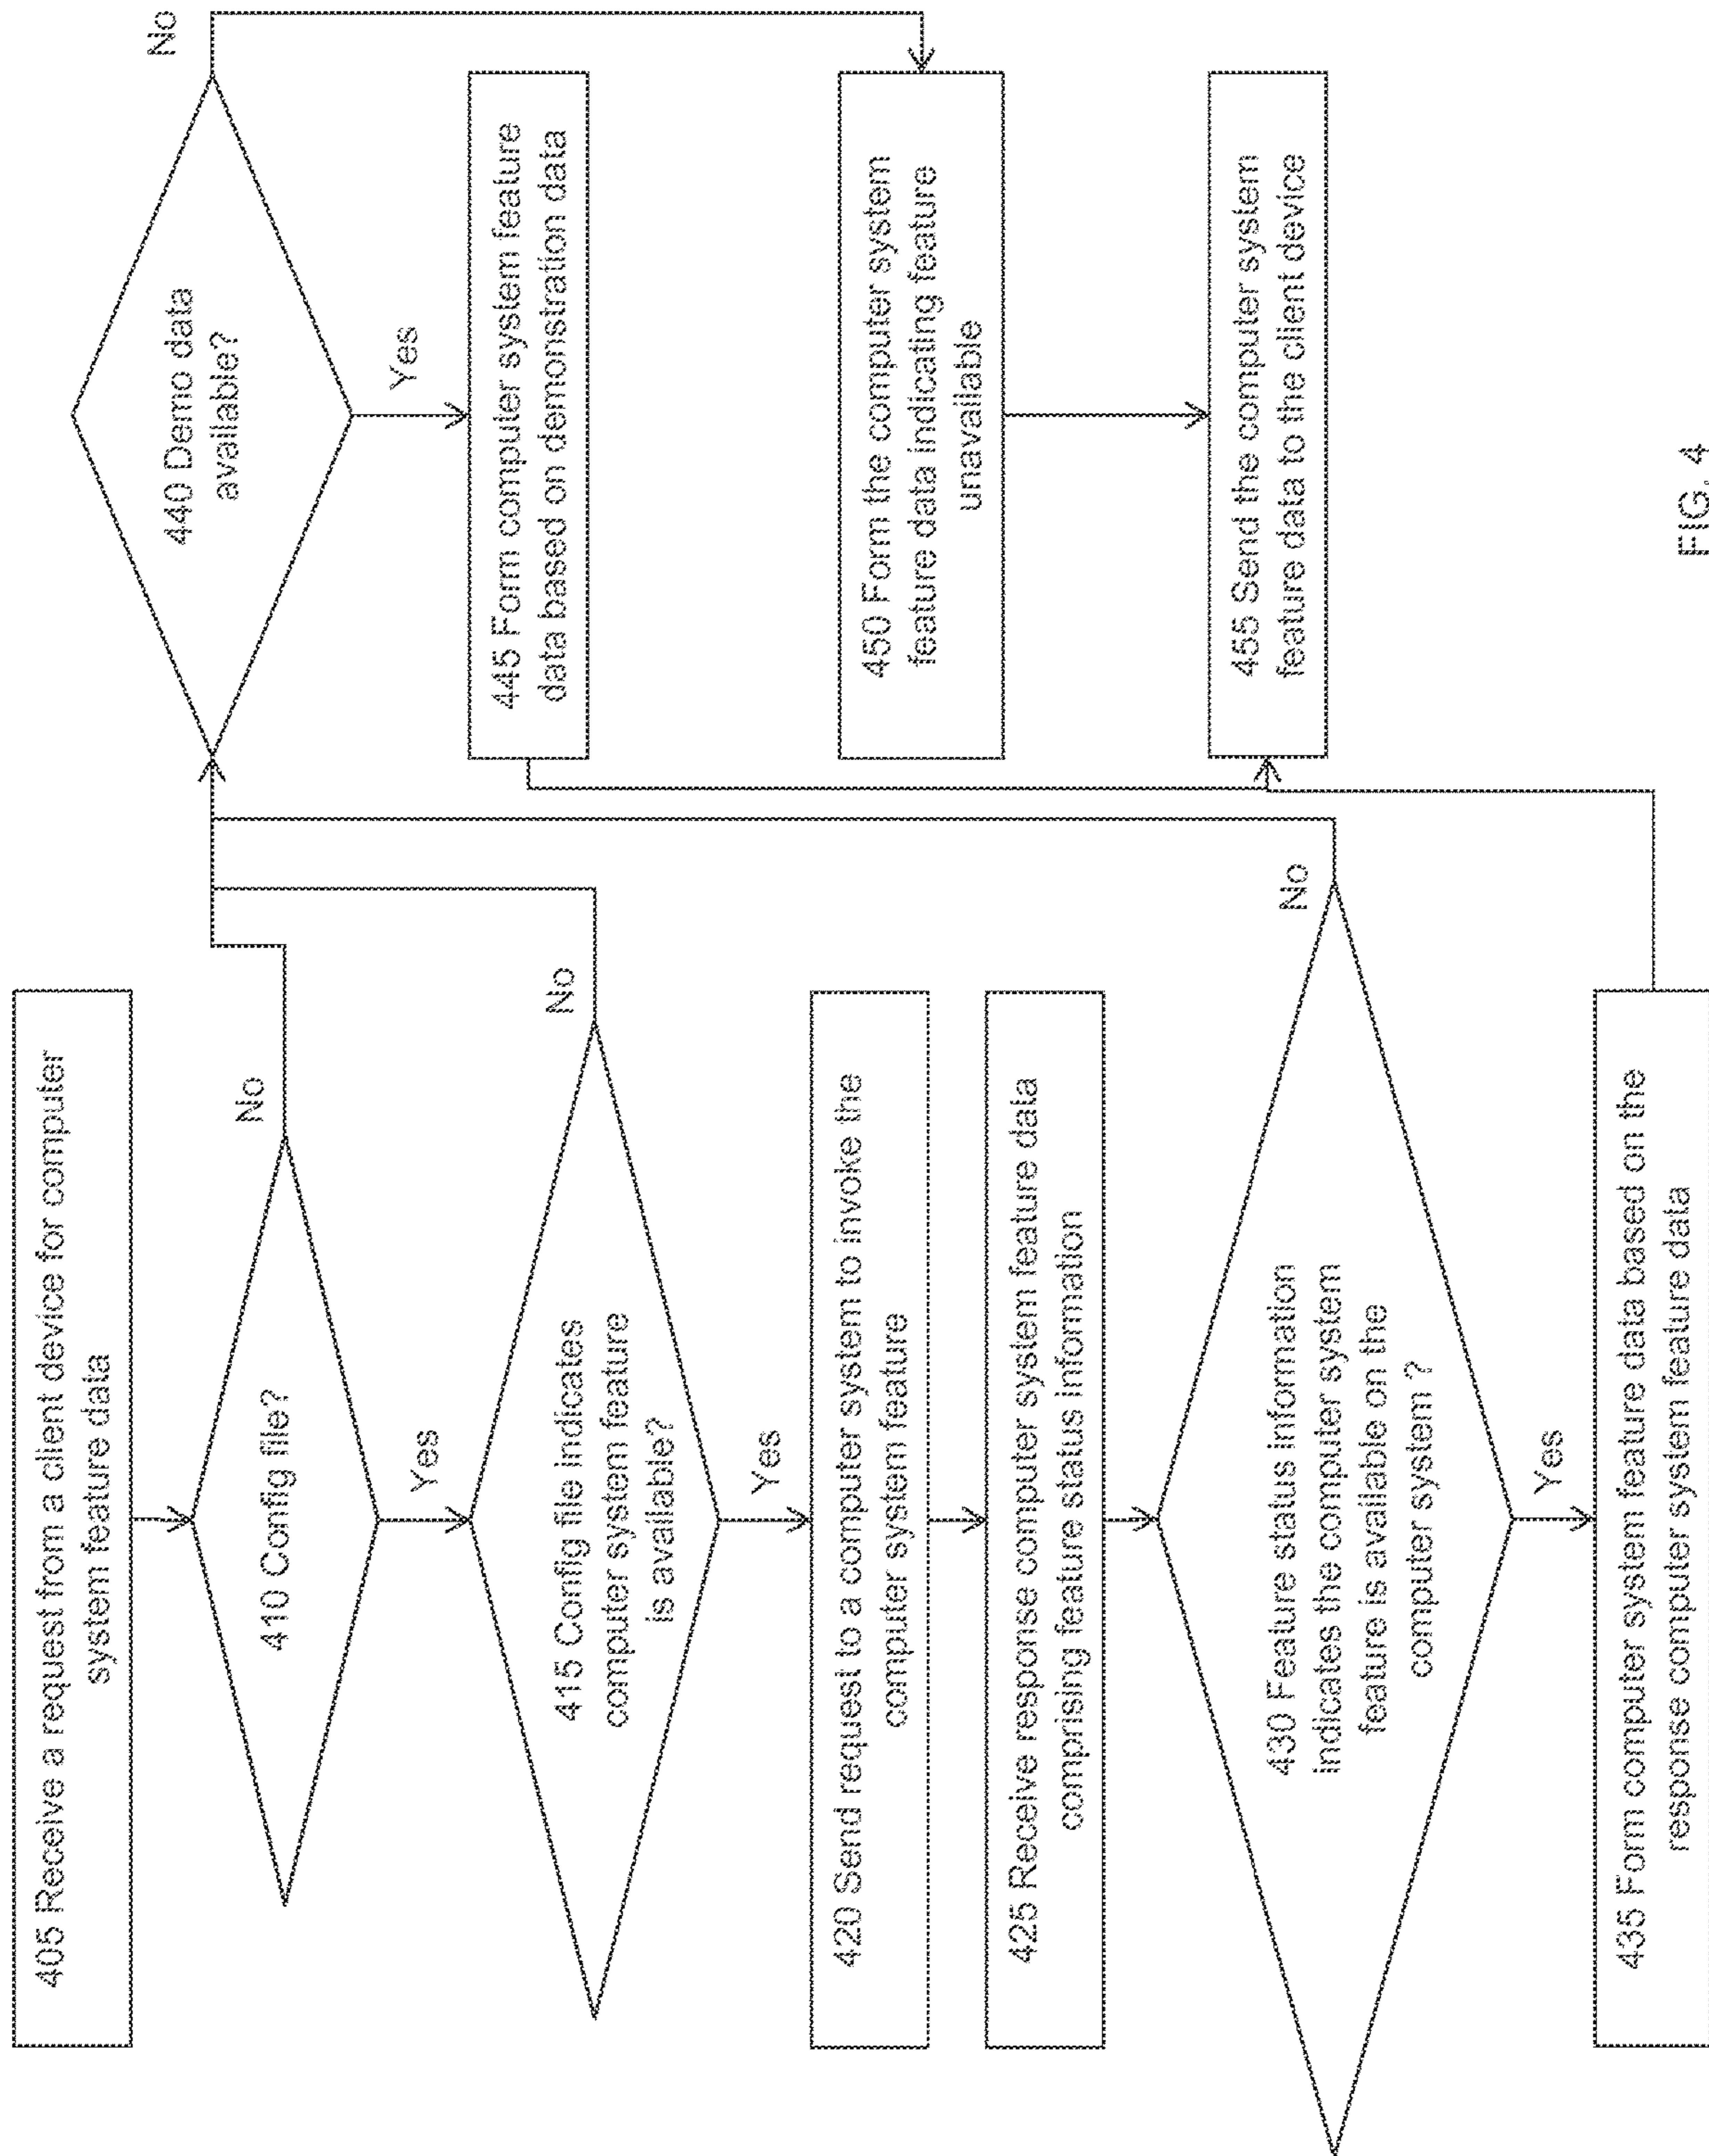 405 Receive a request from a client device for computer
system feature data
410 Config file?
No
Yes
415 Config file indicates
computer system feature
is available?
No
Yes
420 Send request to a computer system to invoke the
computer system feature
425 Receive response computer system feature data
comprising feature status information
430 Feature status information
indicates the computer system
feature is available on the
computer system ?
No
Yes
435 Form computer system feature data based on the
response computer system feature data
440 Demo data
available?
No
Yes
445 Form computer system feature
data based on demonstration data
450 Form the computer system
feature data indicating feature
unavailable
455 Send the computer system
feature data to the client device
FIG. 4